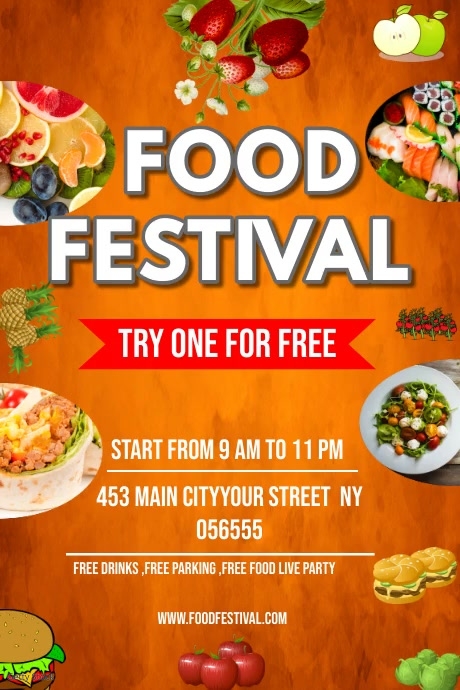 FOOD
FESTIVAL
TRY ONE FOR FREE
START FROM 9 AM TO 11 PM
453 MAIN CITYYOUR STREET NY
056555
FREE DRINKS ,FREE PARKING ,FREE FOOD LIVE PARTY
WWW.FOODFESTIVAL.COM